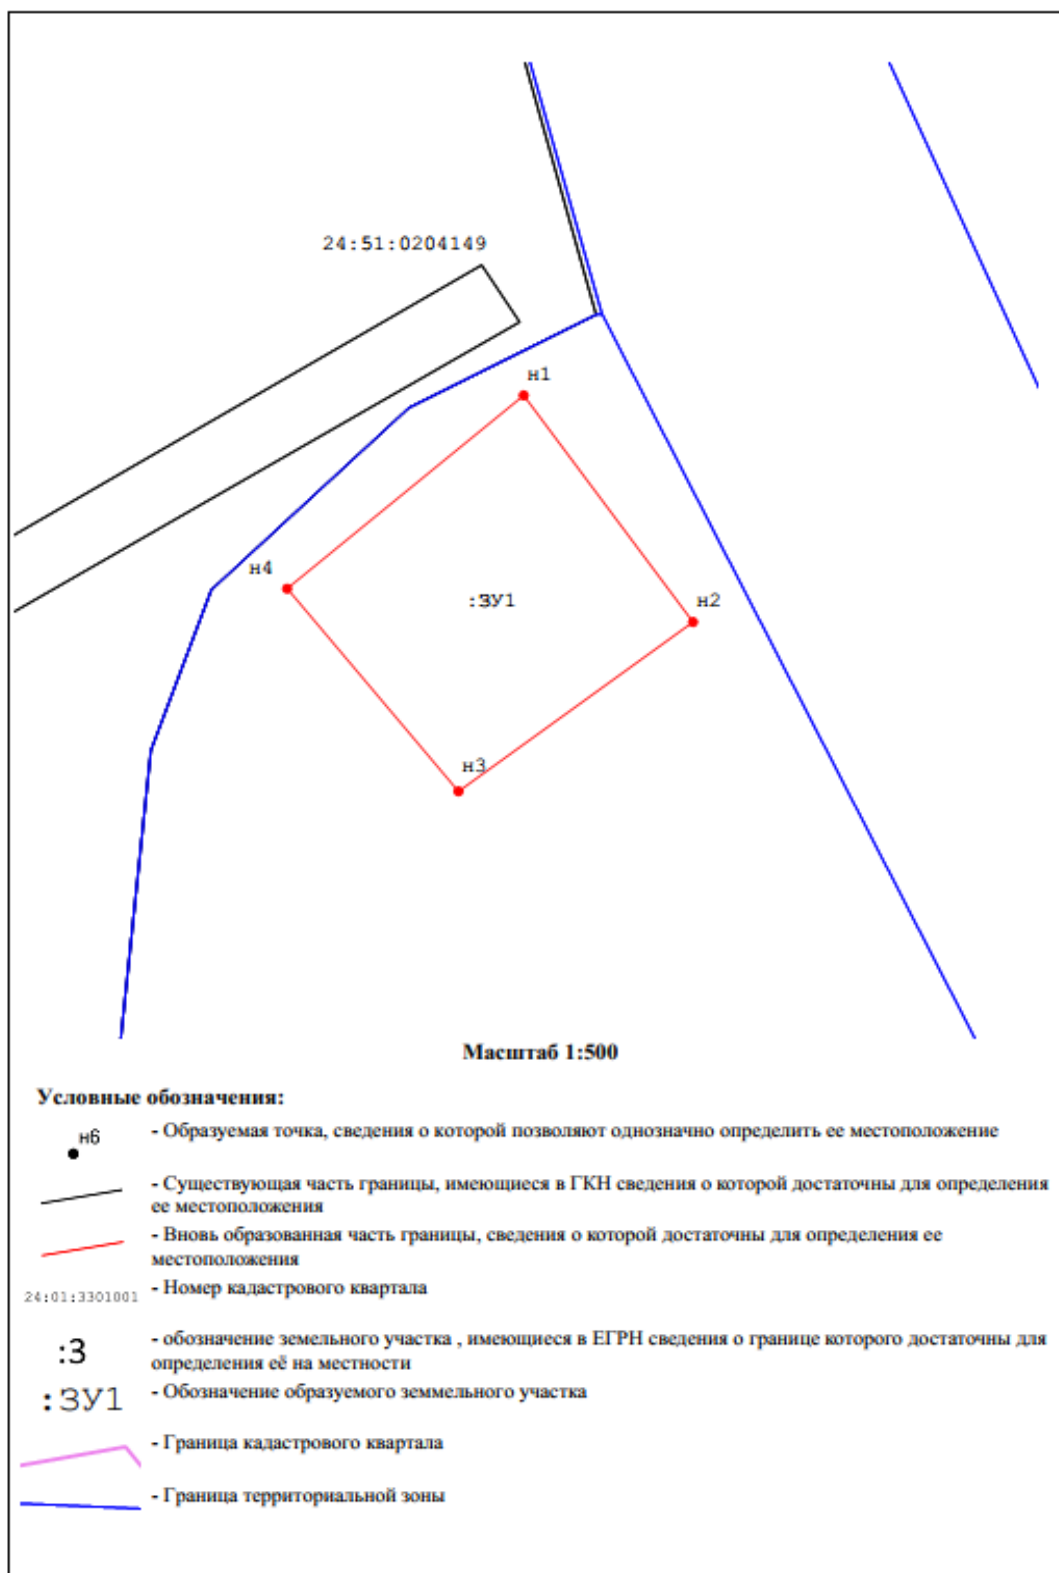 24:51:0204149
н1
н4
:ЗУ1
н2
н3
Масштаб 1:500
Условные обозначения:
н6
- Образуемая точка, сведения о которой позволяют однозначно определить ее местоположение
- Существующая часть границы, имеющиеся в ГКН сведения о которой достаточны для определения
ее местоположения
- Вновь образованная часть границы, сведения о которой достаточны для определения ее
местоположения
24:01:3301001 - Номер кадастрового квартала
:3
- обозначение земельного участка , имеющиеся в ЕГРН сведения о границе которого достаточны для
определения её на местности
:ЗУ1 - Обозначение образуемого земмельного участка
- Граница кадастрового квартала
- Граница территориальной зоны